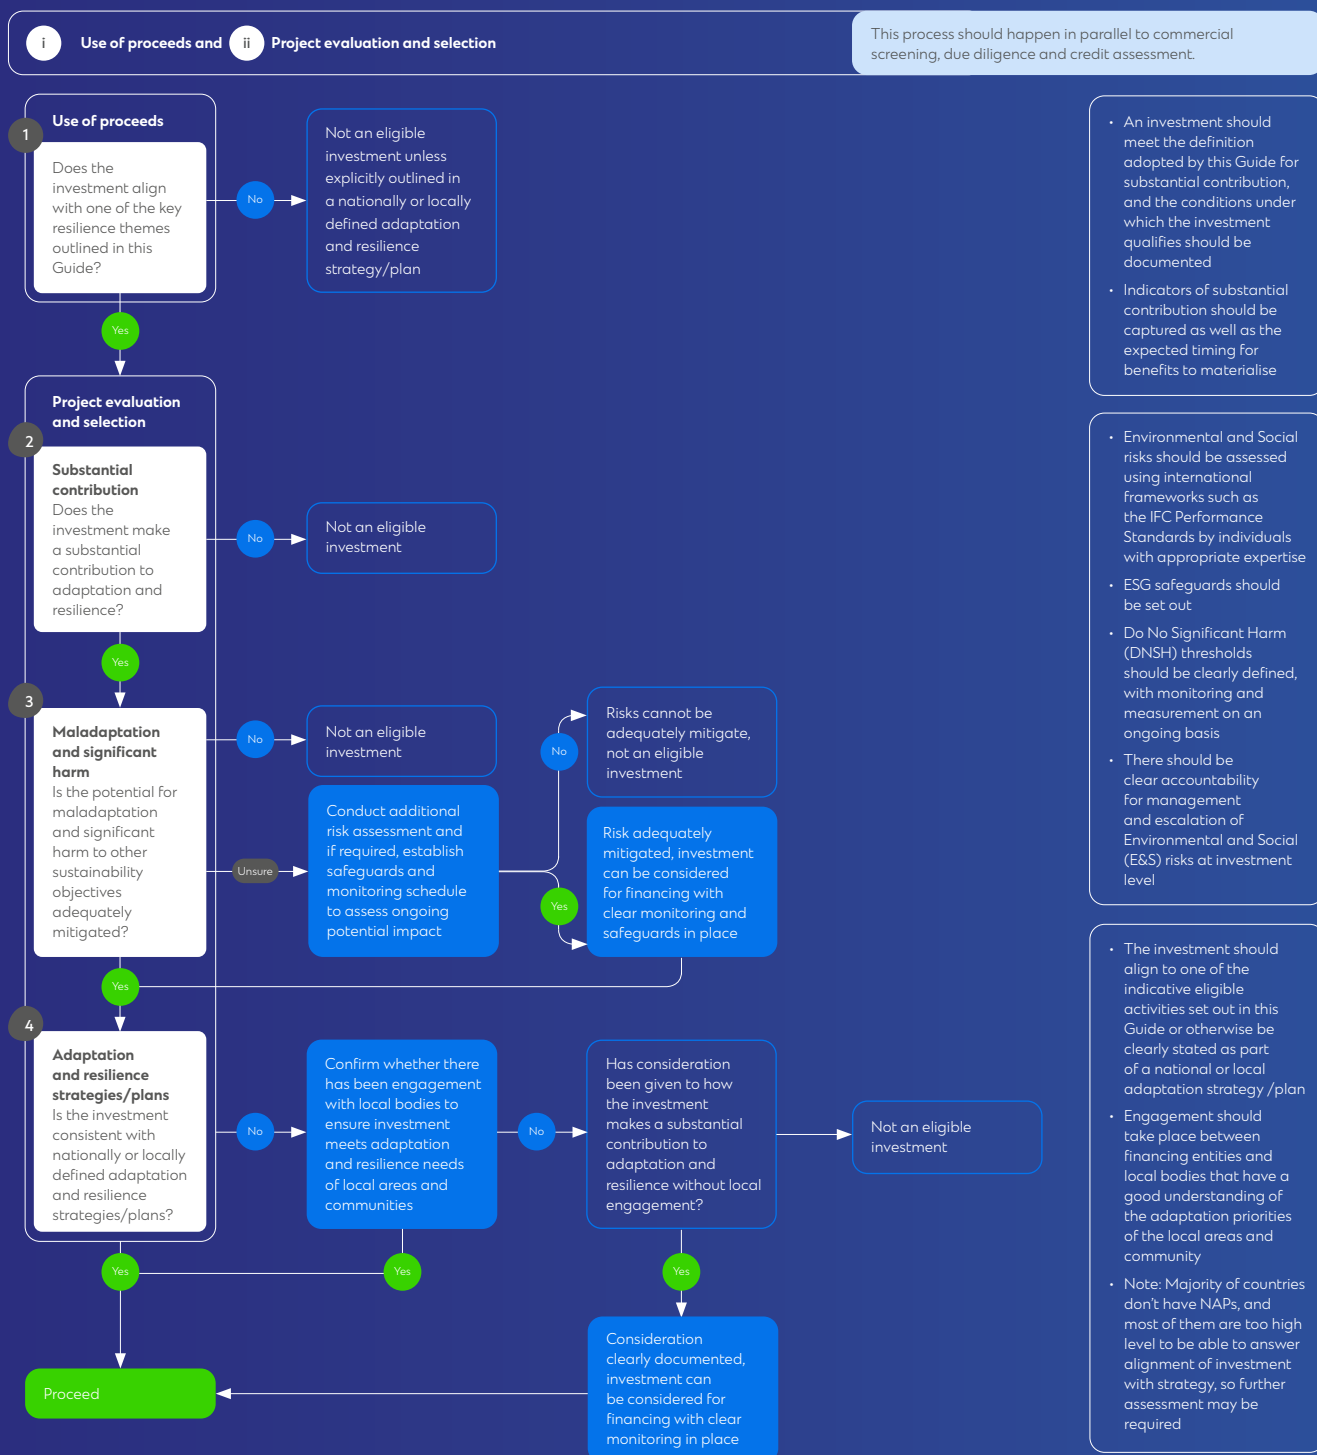 i Use of proceeds and ii Project evaluation and selection
This process should happen in parallel to commercial
screening, due diligence and credit assessment.
1
Use of proceeds
Does the
investment align
with one of the key
resilience themes
outlined in this
Guide?
No
Not an eligible
investment unless
explicitly outlined in
a nationally or locally
defined adaptation
and resilience
strategy/plan
Yes
Project evaluation
and selection
2
Substantial
contribution
Does the
investment make
a substantial
contribution to
adaptation and
resilience?
No
Not an eligible
investment
Yes
3
Maladaptation
and significant
harm
Is the potential for
maladaptation
and significant
harm to other
sustainability
objectives
adequately
mitigated?
No
Not an eligible
investment
Unsure
Conduct additional
risk assessment and
if required, establish
safeguards and
monitoring schedule
to assess ongoing
potential impact
No
Risks cannot be
adequately mitigate,
not an eligible
investment
Yes
Risk adequately
mitigated, investment
can be considered
for financing with
clear monitoring and
safeguards in place
Yes
4
Adaptation
and resilience
strategies/plans
Is the investment
consistent with
nationally or locally
defined adaptation
and resilience
strategies/plans?
No
Confirm whether there
has been engagement
with local bodies to
ensure investment
meets adaptation
and resilience needs
of local areas and
communities
No
Has consideration
been given to how
the investment
makes a substantial
contribution to
adaptation and
resilience without local
engagement?
Not an eligible
investment
Yes
Yes
Yes
Consideration
clearly documented,
investment can
be considered for
financing with clear
monitoring in place
Proceed
• An investment should
meet the definition
adopted by this Guide for
substantial contribution,
and the conditions under
which the investment
qualifies should be
documented
• Indicators of substantial
contribution should be
captured as well as the
expected timing for
benefits to materialise
• Environmental and Social
risks should be assessed
using international
frameworks such as
the IFC Performance
Standards by individuals
with appropriate expertise
• ESG safeguards should
be set out
• Do No Significant Harm
(DNSH) thresholds
should be clearly defined,
with monitoring and
measurement on an
ongoing basis
• There should be
clear accountability
for management
and escalation of
Environmental and Social
(E&S) risks at investment
level
• The investment should
align to one of the
indicative eligible
activities set out in this
Guide or otherwise be
clearly stated as part
of a national or local
adaptation strategy /plan
• Engagement should
take place between
financing entities and
local bodies that have a
good understanding of
the adaptation priorities
of the local areas and
community
• Note: Majority of countries
don't have NAPs, and
most of them are too high
level to be able to answer
alignment of investment
with strategy, so further
assessment may be
required